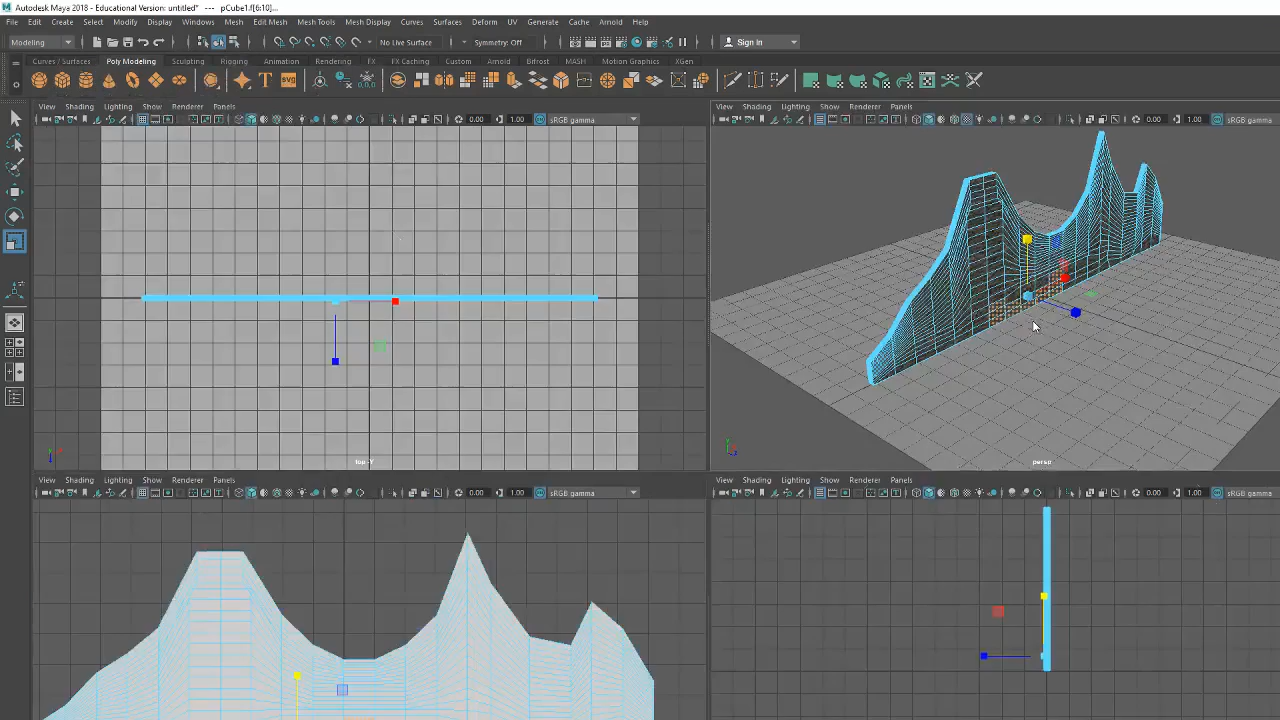 Autodesk Maya 2018 - Educational Version: untitled* --- pCube1.f[6:10]...
File Edit Create Select Modify Display Windows Mesh Edit Mesh Mesh Tools Mesh Display Curves Surfaces Deform UV Generate Cache Arnold Help
Modeling No Live Surface Symmetry: Off Sign In
Curves / Surfaces Poly Modeling Sculpting Rigging Animation Rendering FX FX Caching Custom Arnold Bifrost MASH Motion Graphics XGen
View Shading Lighting Show Renderer Panels
0.00 1.00 sRGB gamma
top -Y
View Shading Lighting Show Renderer Panels
0.00 1.00 sRGB gamma
persp
View Shading Lighting Show Renderer Panels
0.00 1.00 sRGB gamma
View Shading Lighting Show Renderer Panels
0.00 1.00 sRGB gamma